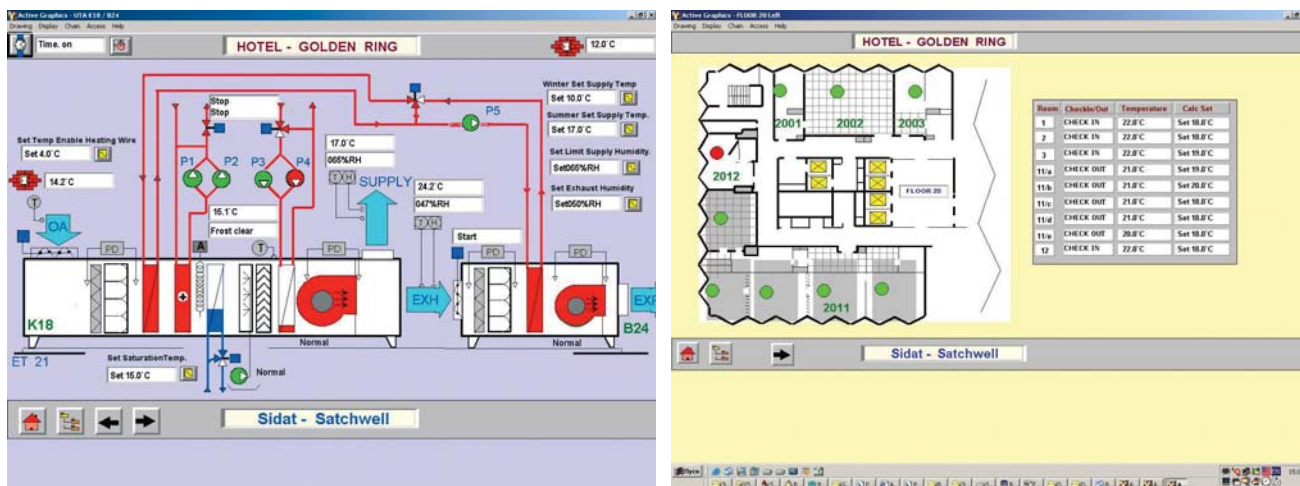 Active Graphics - UTA K18 / B24
Drawing Display Chain Access Help
Time. on
HOTEL - GOLDEN RING
12.0°C
Stop
Stop
Winter Set Supply Temp
Set 10.0°C
P5
Summer Set Supply Temp.
Set 17.0°C
Set Temp Enable Heating Wire
Set 4.0°C
P1 P2 P3 P4
17.0°C
065%RH
Set Limit Supply Humidity.
Set065%RH
14.2°C
T H
SUPPLY
24.2°C
047%RH
Set Exhaust Humidity
Set050%RH
T
15.1°C
Frost clear
T H
OA
Start
PD
A
T
PD
PD
PD
EXH
K18
B24
Normal
Normal
ET 21
Set SaturationTemp.
Set 15.0°C
Normal
Sidat - Satchwell
Active Graphics - FLOOR 20 Left
Drawing Display Chain Access Help
HOTEL - GOLDEN RING
2001 2002 2003
2012
FLOOR 20
2011
Room CheckIn/Out Temperature Calc Set
1 CHECK IN 22.0°C Set 18.0°C
2 CHECK IN 22.0°C Set 18.0°C
3 CHECK IN 22.0°C Set 19.0°C
11/a CHECK OUT 21.0°C Set 19.0°C
11/b CHECK OUT 21.0°C Set 20.0°C
11/c CHECK OUT 21.0°C Set 18.0°C
11/d CHECK OUT 21.0°C Set 18.0°C
11/e CHECK OUT 20.0°C Set 18.0°C
12 CHECK IN 22.0°C Set 18.0°C
Sidat - Satchwell
Пуск